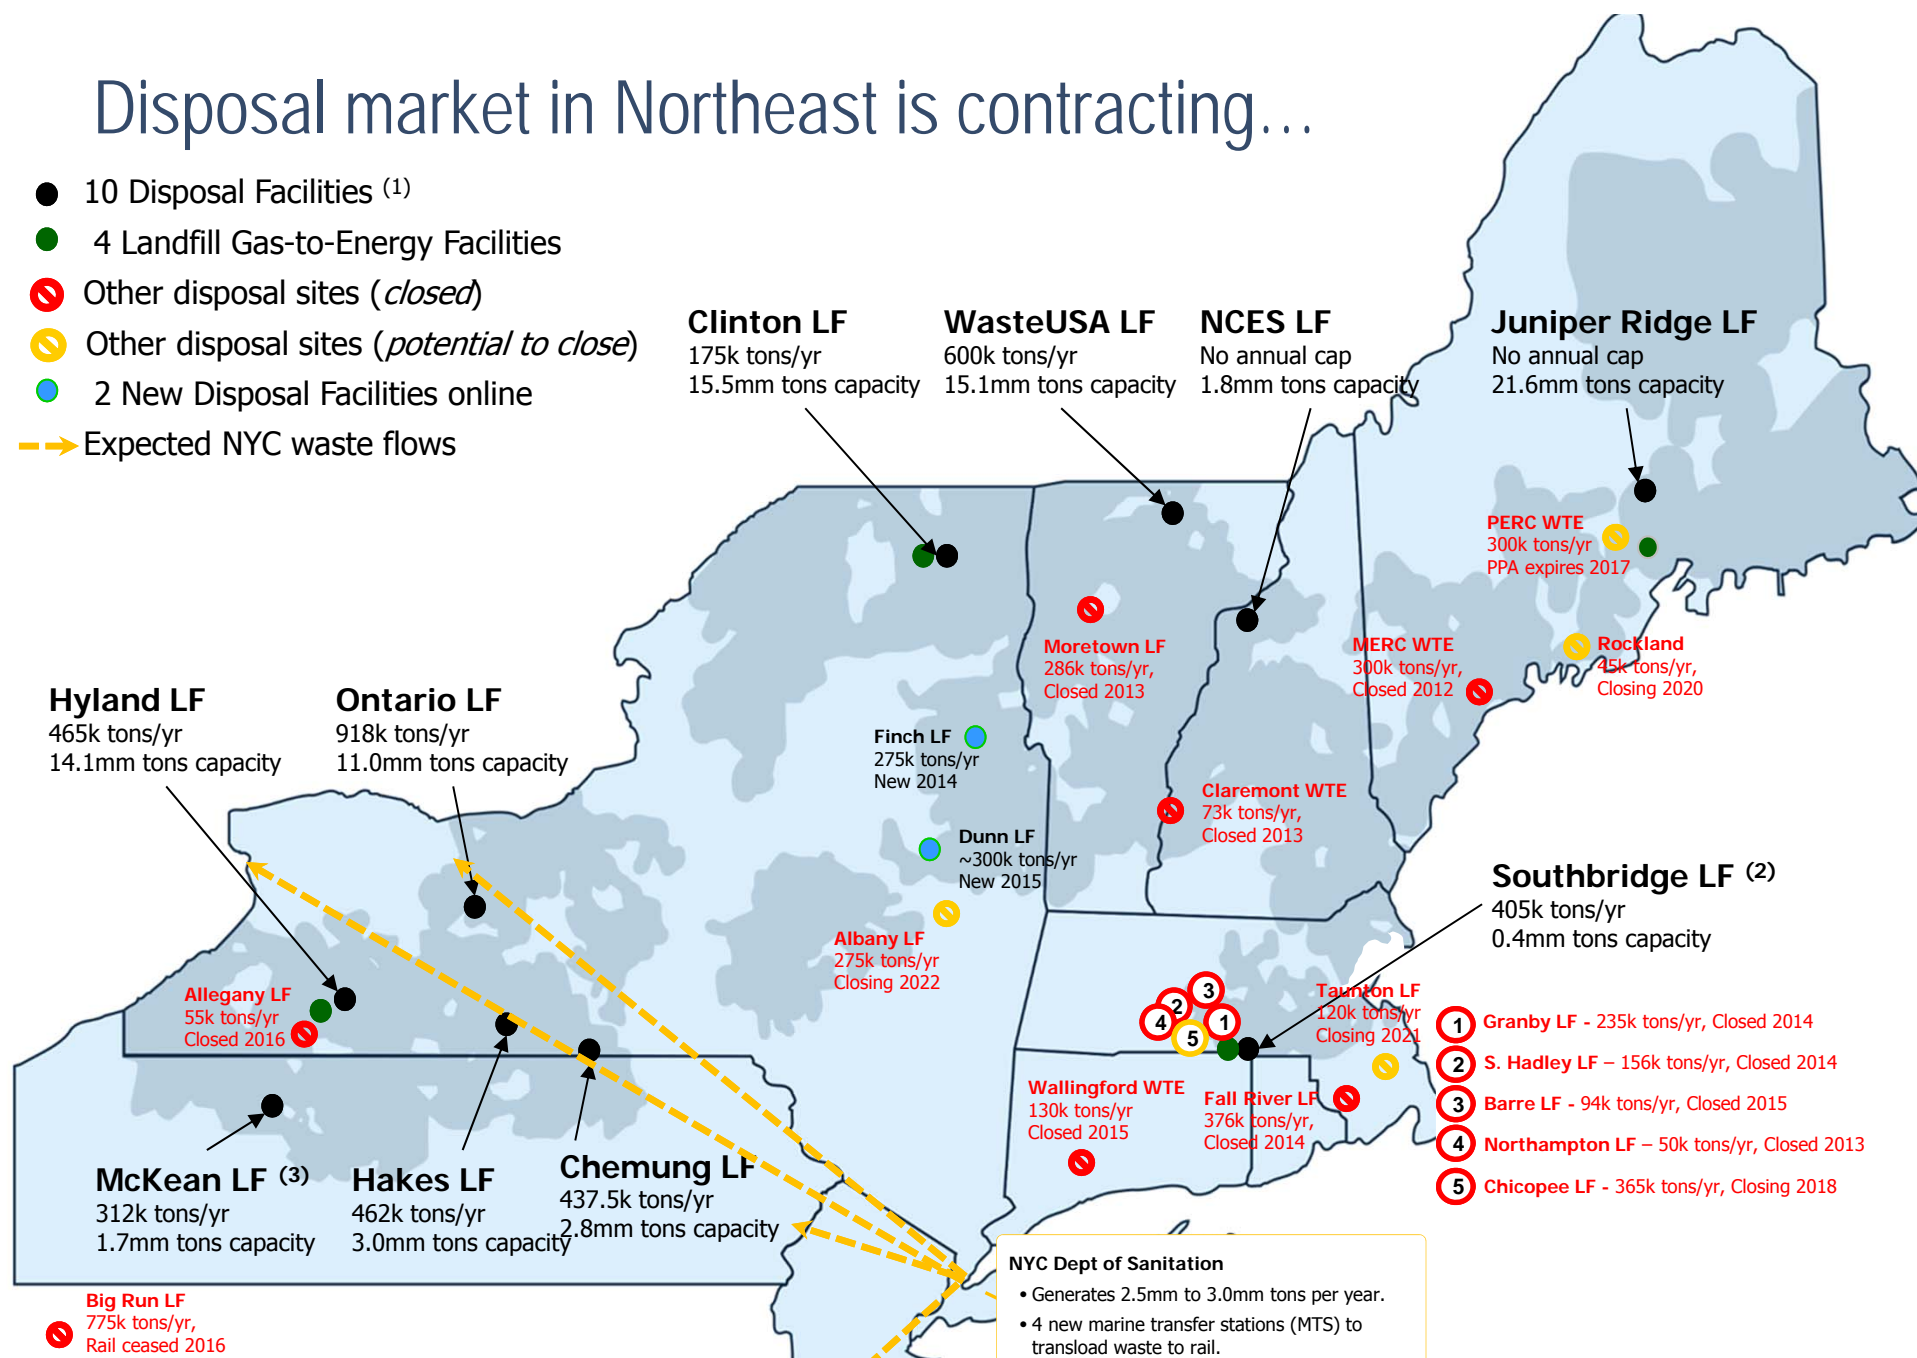 Disposal market in Northeast is contracting…
10 Disposal Facilities (1)
4 Landfill Gas-to-Energy Facilities
Other disposal sites (closed)
Other disposal sites (potential to close)
2 New Disposal Facilities online
Expected NYC waste flows
Clinton LF
175k tons/yr
15.5mm tons capacity
WasteUSA LF
600k tons/yr
15.1mm tons capacity
NCES LF
No annual cap
1.8mm tons capacity
Juniper Ridge LF
No annual cap
21.6mm tons capacity
PERC WTE
300k tons/yr
PPA expires 2017
Moretown LF
286k tons/yr,
Closed 2013
MERC WTE
300k tons/yr,
Closed 2012
Rockland
45k tons/yr,
Closing 2020
Hyland LF
465k tons/yr
14.1mm tons capacity
Ontario LF
918k tons/yr
11.0mm tons capacity
Finch LF
275k tons/yr
New 2014
Claremont WTE
73k tons/yr,
Closed 2013
Dunn LF
~300k tons/yr
New 2015
Southbridge LF (2)
405k tons/yr
0.4mm tons capacity
Albany LF
275k tons/yr
Closing 2022
Allegany LF
55k tons/yr
Closed 2016
3
2
4
1
5
Taunton LF
120k tons/yr
Closing 2021
1 Granby LF - 235k tons/yr, Closed 2014
2 S. Hadley LF – 156k tons/yr, Closed 2014
3 Barre LF - 94k tons/yr, Closed 2015
4 Northampton LF – 50k tons/yr, Closed 2013
5 Chicopee LF - 365k tons/yr, Closing 2018
Wallingford WTE
130k tons/yr
Closed 2015
Fall River LF
376k tons/yr,
Closed 2014
McKean LF (3)
312k tons/yr
1.7mm tons capacity
Hakes LF
462k tons/yr
3.0mm tons capacity
Chemung LF
437.5k tons/yr
2.8mm tons capacity
Big Run LF
775k tons/yr,
Rail ceased 2016
NYC Dept of Sanitation
• Generates 2.5mm to 3.0mm tons per year.
• 4 new marine transfer stations (MTS) to
transload waste to rail.